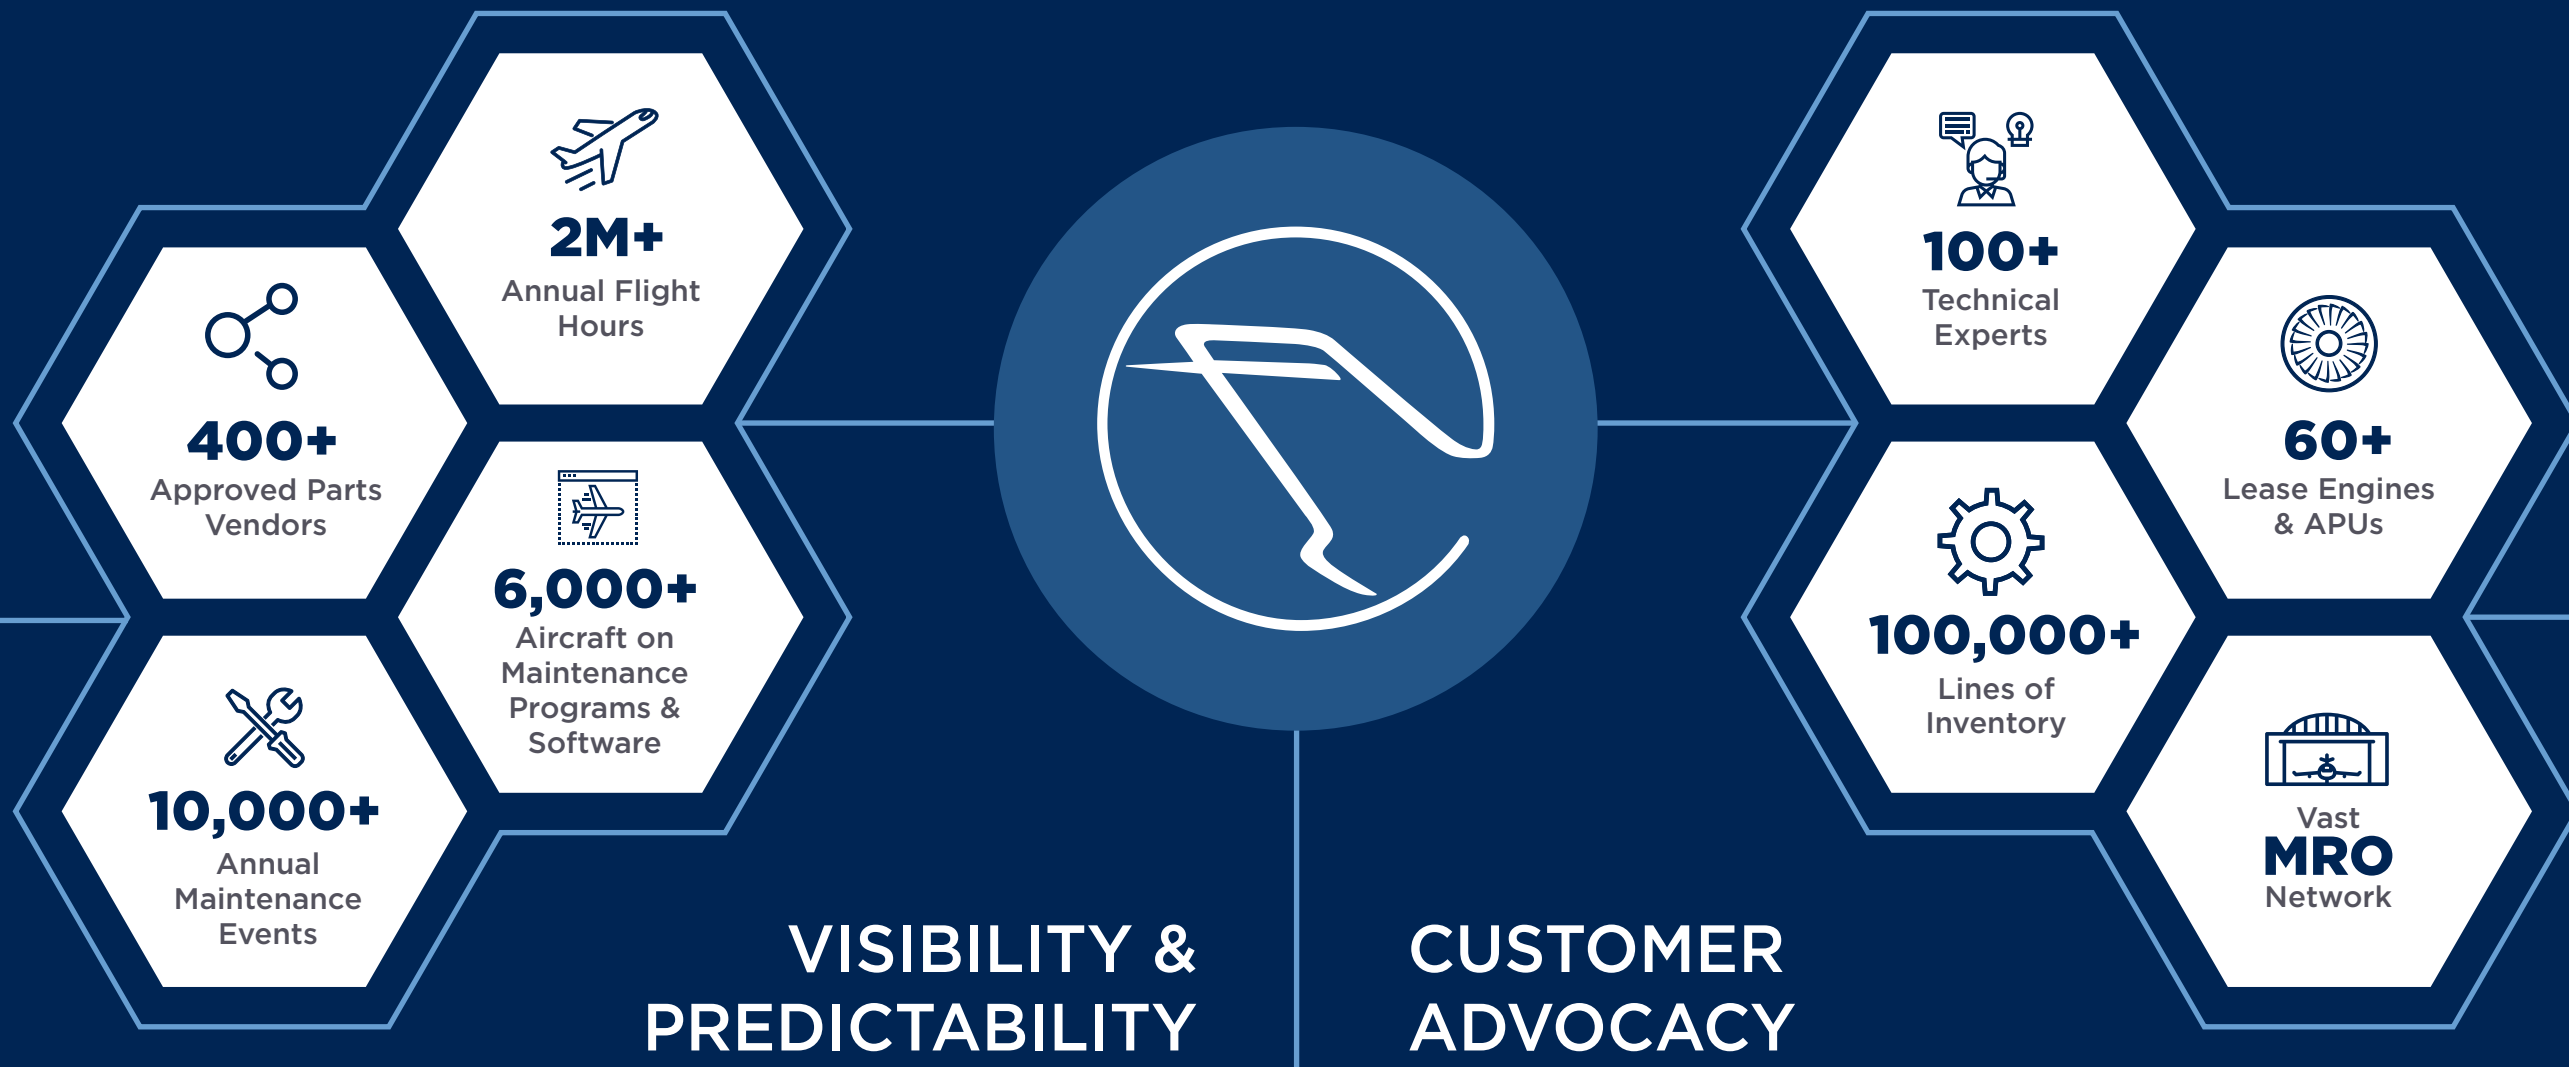 2M+
Annual Flight
Hours
400+
Approved Parts
Vendors
6,000+
Aircraft on
Maintenance
Programs &
Software
10,000+
Annual
Maintenance
Events
VISIBILITY &
PREDICTABILITY
100+
Technical
Experts
60+
Lease Engines
& APUs
100,000+
Lines of
Inventory
Vast
MRO
Network
CUSTOMER
ADVOCACY